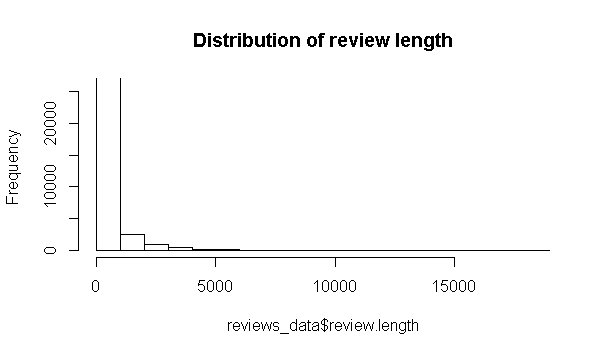 Distribution of review length
Frequency
20000
10000
0
0 5000 10000 15000
reviews_data$review.length